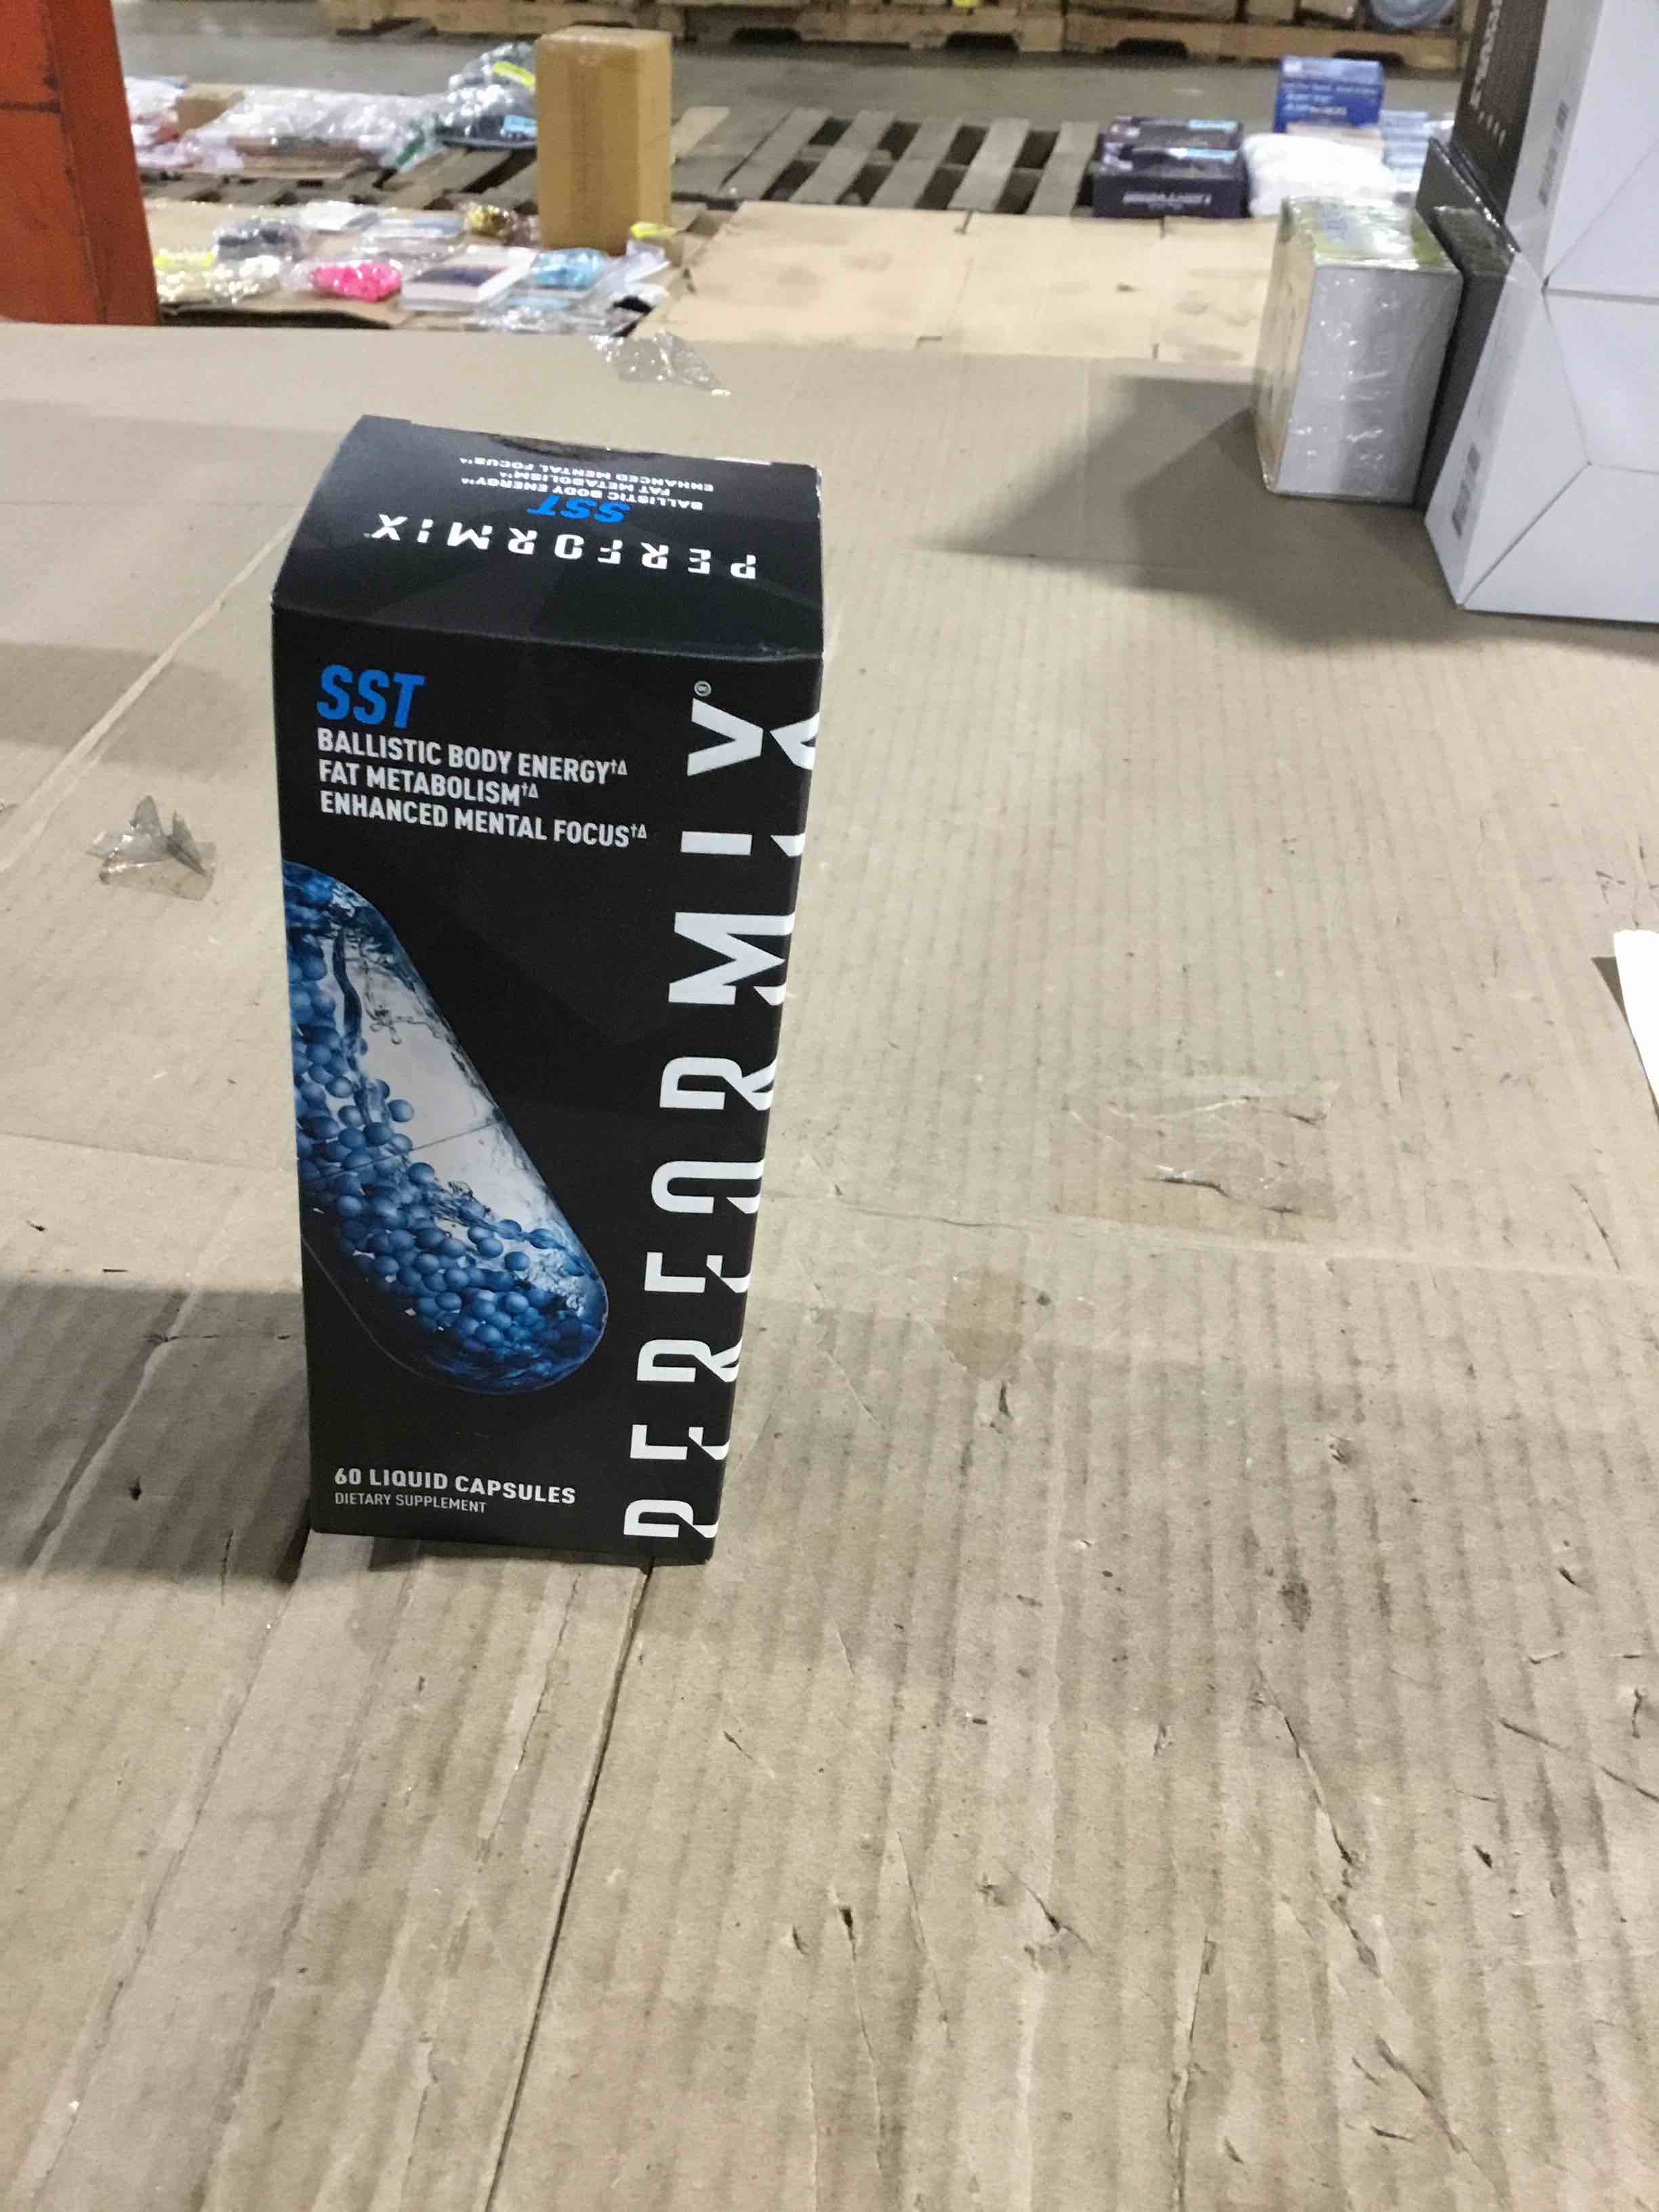 PERFORMIX
SST
BALLISTIC BODY ENERGY†Δ
FAT METABOLISM†Δ
ENHANCED MENTAL FOCUS†Δ
SST
BALLISTIC BODY ENERGY†Δ
FAT METABOLISM†Δ
ENHANCED MENTAL FOCUS†Δ
PERFORMIX®
60 LIQUID CAPSULES
DIETARY SUPPLEMENT